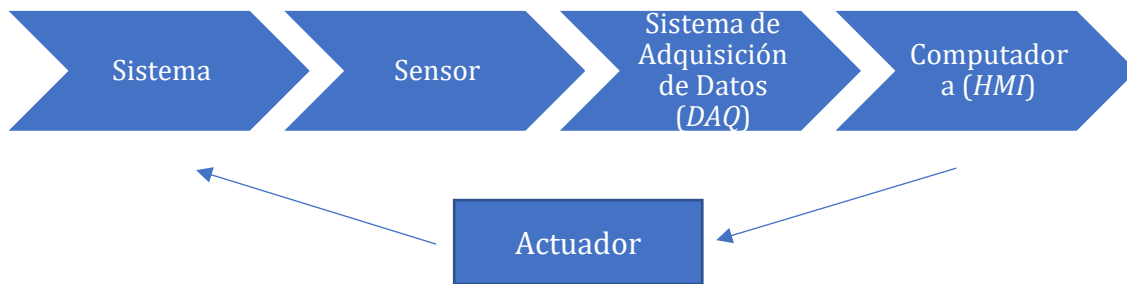 Sistema
Sensor
Sistema de
Adquisición
de Datos
(DAQ)
Computador
a (HMI)
Actuador